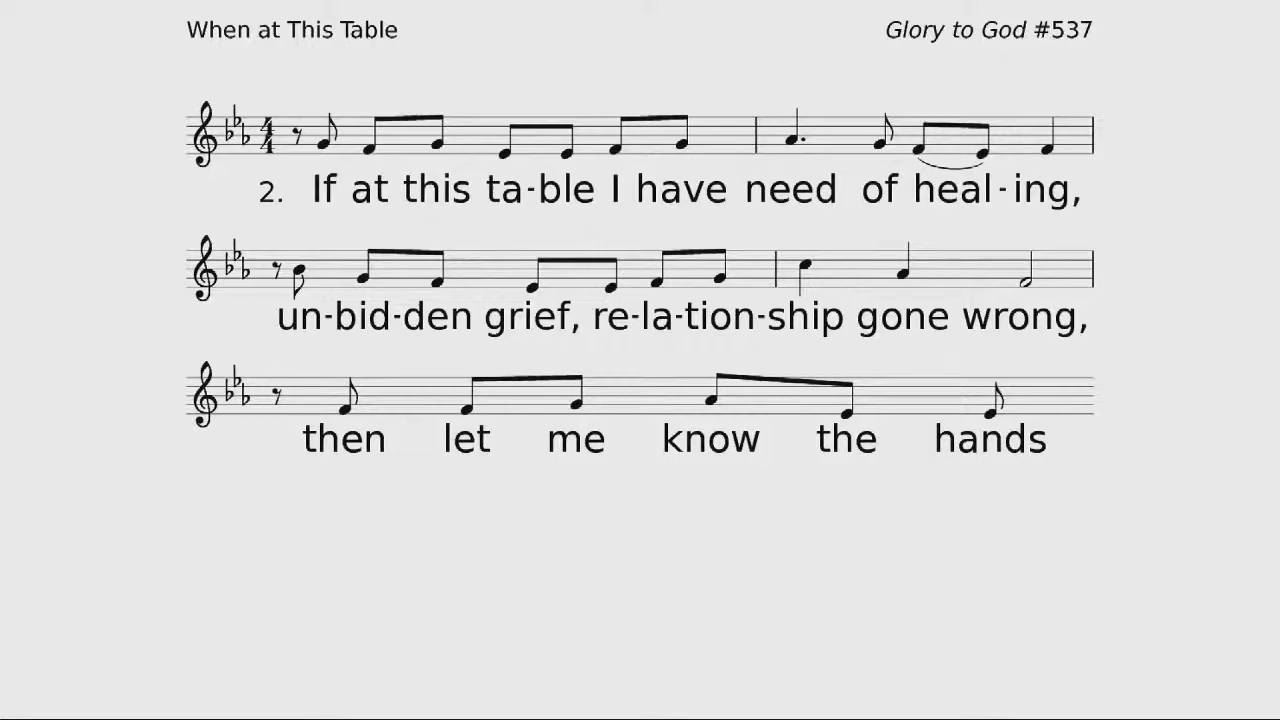 When at This Table Glory to God #537
2. If at this ta-ble I have need of heal-ing,
un-bid-den grief, re-la-tion-ship gone wrong,
then let me know the hands